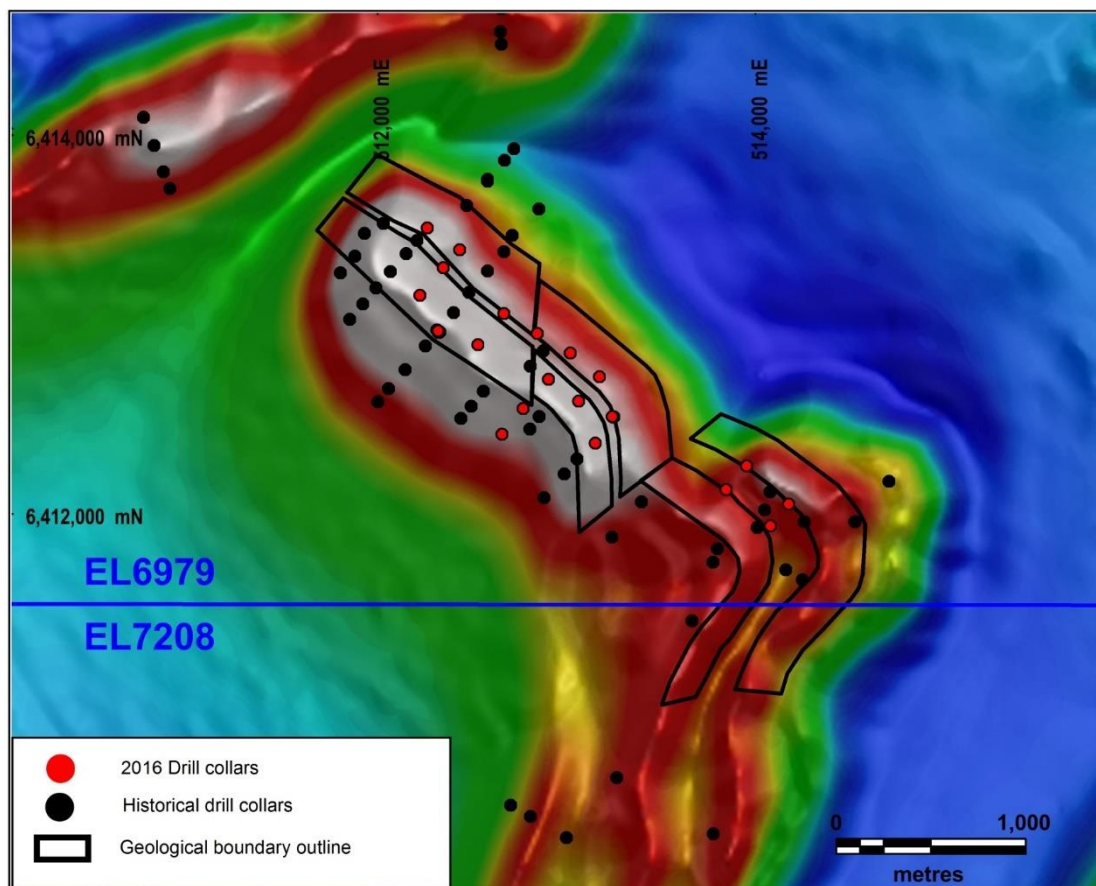 512,000 mE
514,000 mE
6,414,000 mN
6,412,000 mN
EL6979
EL7208
2016 Drill collars
Historical drill collars
Geological boundary outline
0 1,000
metres